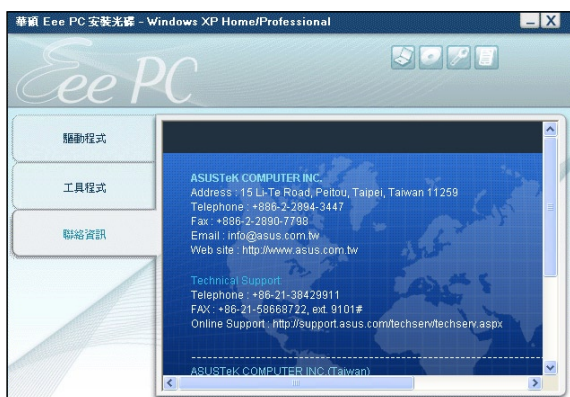 華碩 Eee PC 安裝光碟 - Windows XP Home/Professional
Eee PC
驅動程式
工具程式
聯絡資訊
ASUSTeK COMPUTER INC.
Address : 15 Li-Te Road, Peitou, Taipei, Taiwan 11259
Telephone : +886-2-2894-3447
Fax : +886-2-2890-7798
Email : info@asus.com.tw
Web site : http://www.asus.com.tw
Technical Support
Telephone : +86-21-38429911
FAX : +86-21-58668722, ext. 9101#
Online Support : http://support.asus.com/techserv/techserv.aspx
--------------------------------------------------------------------------------
ASUSTeK COMPUTER INC.(Taiwan)